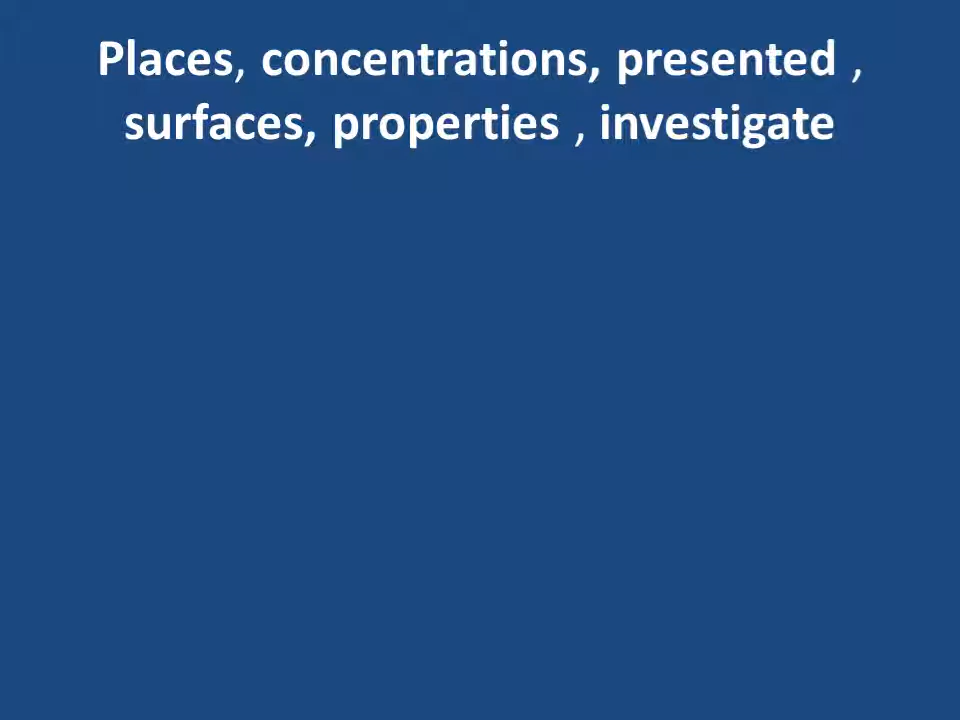 Places, concentrations, presented ,
surfaces, properties , investigate